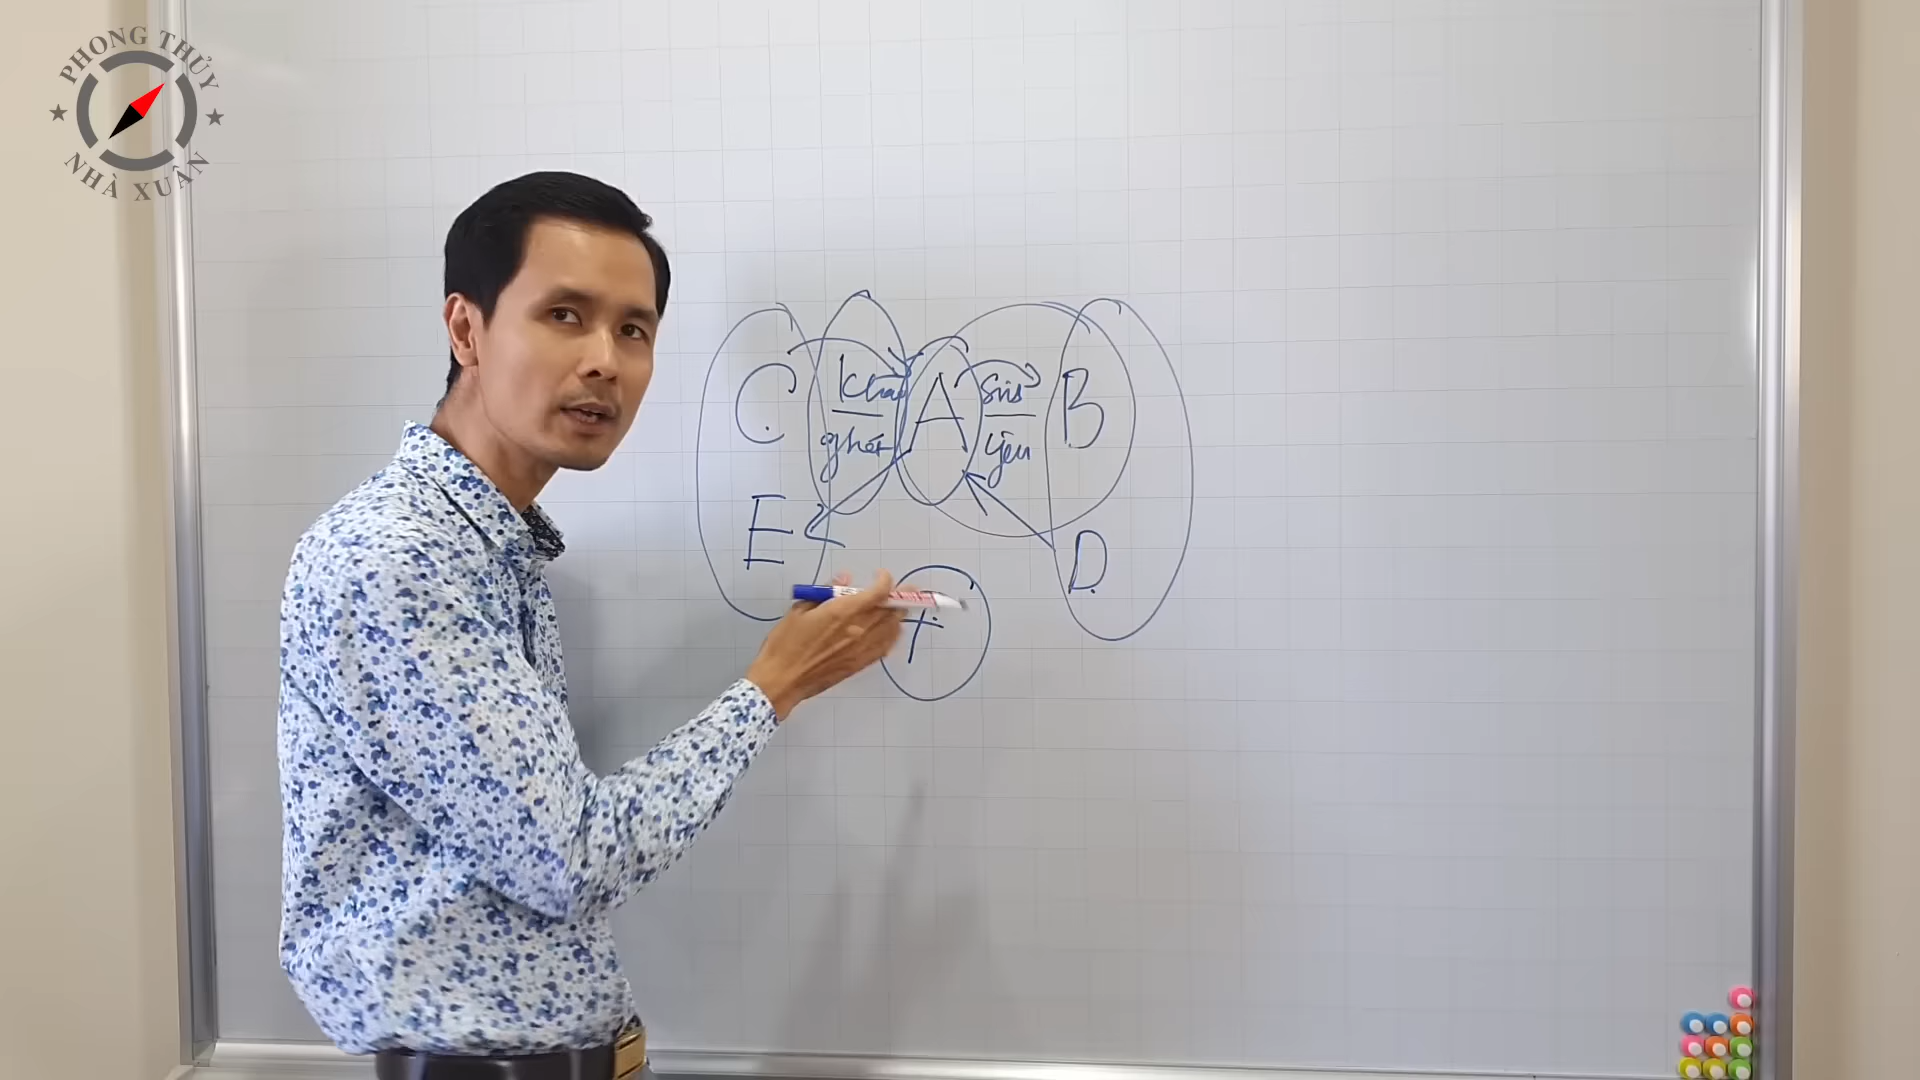 PHONG THỦY
NHÀ XUÂN
C khắc A sinh B
ghét yêu
E D